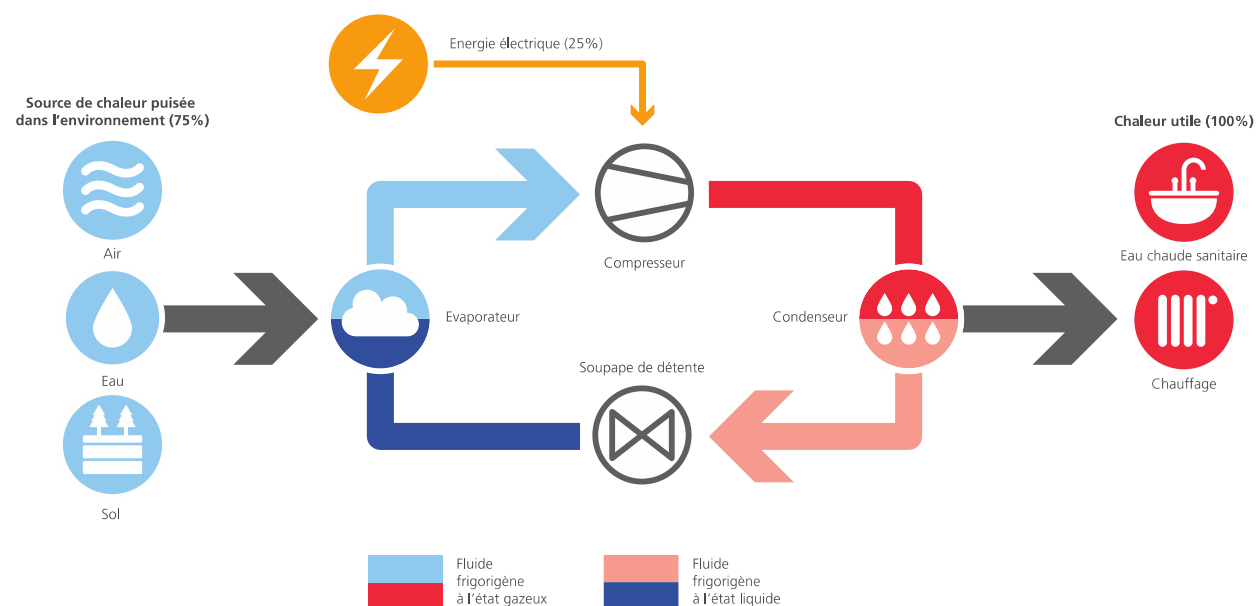 Energie électrique (25%)
Source de chaleur puisée
dans l'environnement (75%)
Chaleur utile (100%)
Air
Compresseur
Eau chaude sanitaire
Evaporateur
Condenseur
Soupape de détente
Eau
Chauffage
Sol
Fluide
frigorigène
à l'état gazeux
Fluide
frigorigène
à l'état liquide